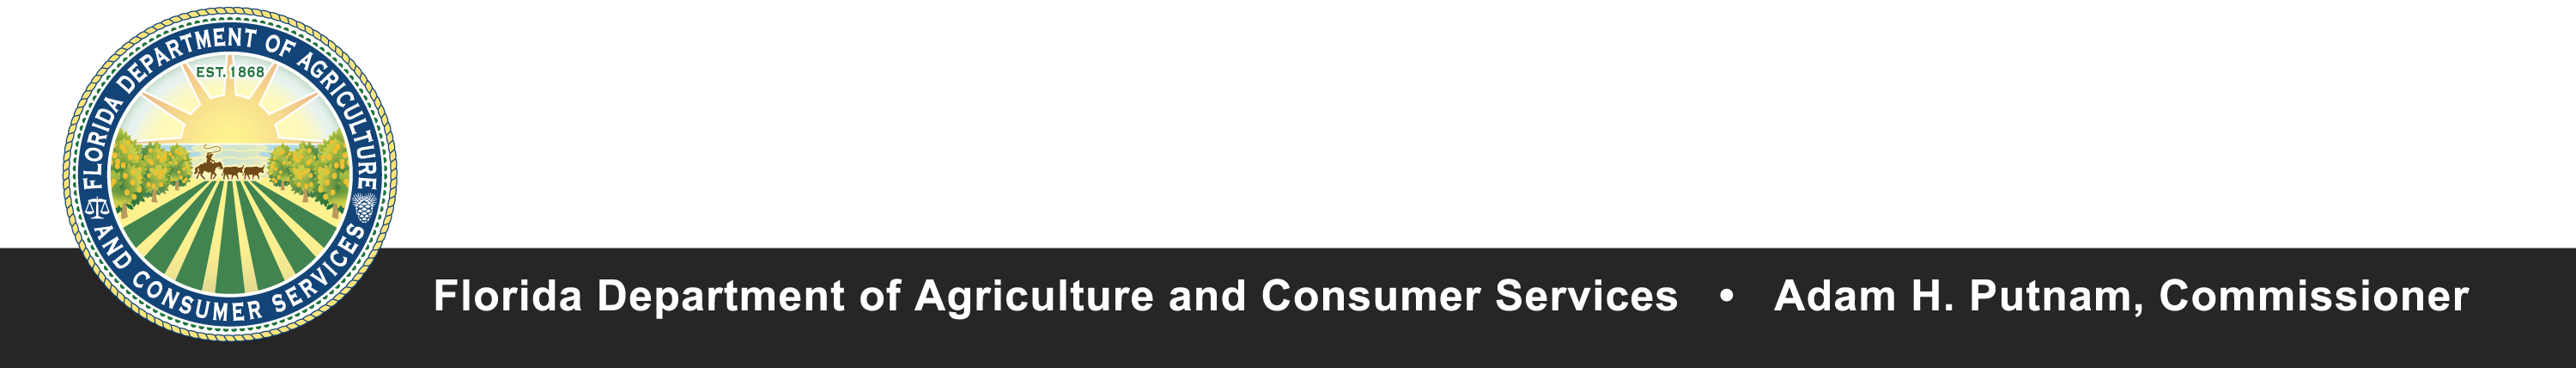 FLORIDA DEPARTMENT OF AGRICULTURE
AND CONSUMER SERVICES
EST. 1868
Florida Department of Agriculture and Consumer Services • Adam H. Putnam, Commissioner